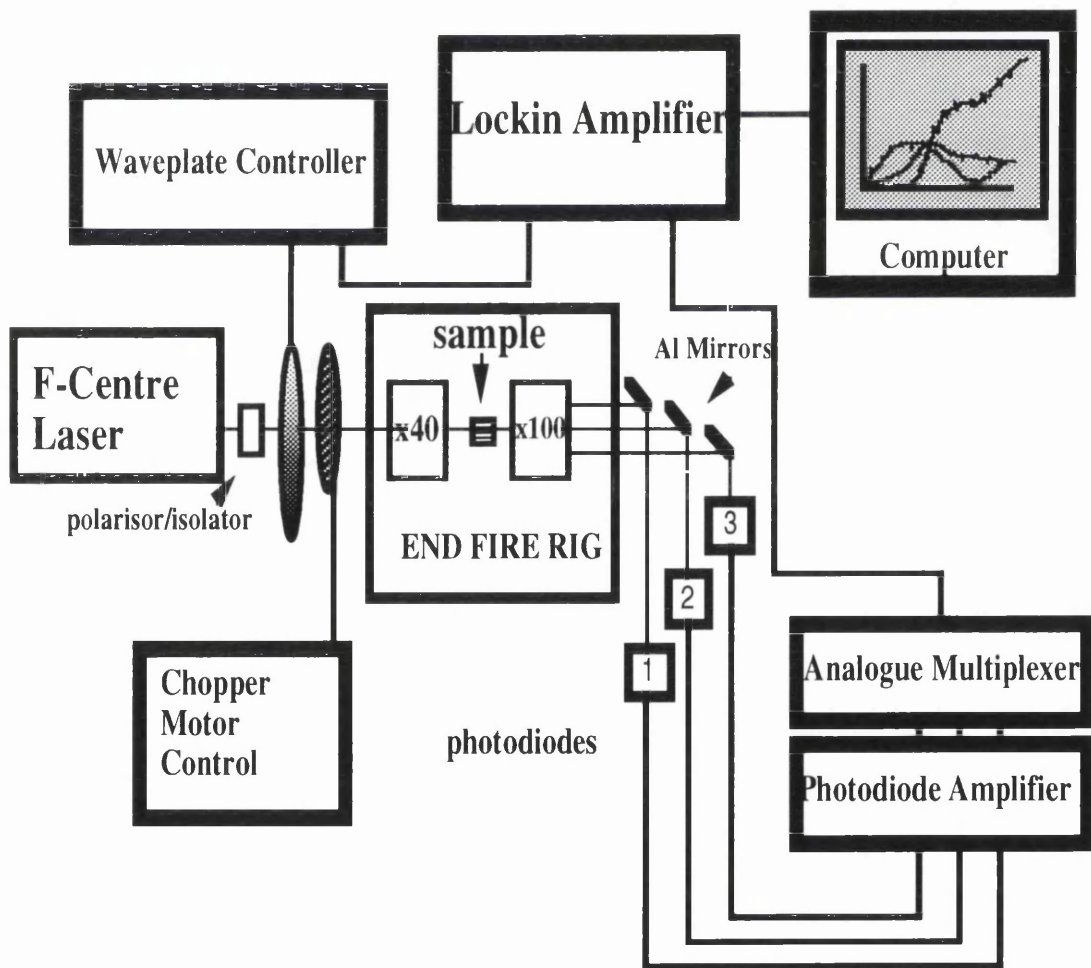 Waveplate Controller
Lockin Amplifier
Computer
F-Centre
Laser
polarisor/isolator
sample
x40
x100
END FIRE RIG
Al Mirrors
3
2
1
photodiodes
Chopper
Motor
Control
Analogue Multiplexer
Photodiode Amplifier